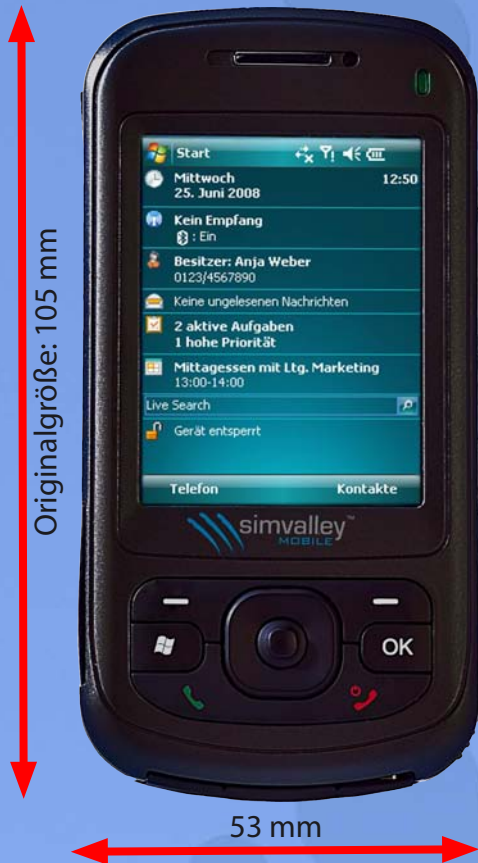 Originalgröße: 105 mm
Start
Mittwoch 12:50
25. Juni 2008
Kein Empfang
: Ein
Besitzer: Anja Weber
0123/4567890
Keine ungelesenen Nachrichten
2 aktive Aufgaben
1 hohe Priorität
Mittagessen mit Ltg. Marketing
13:00-14:00
Live Search
Gerät entsperrt
Telefon Kontakte
simvalley™
MOBILE
OK
53 mm